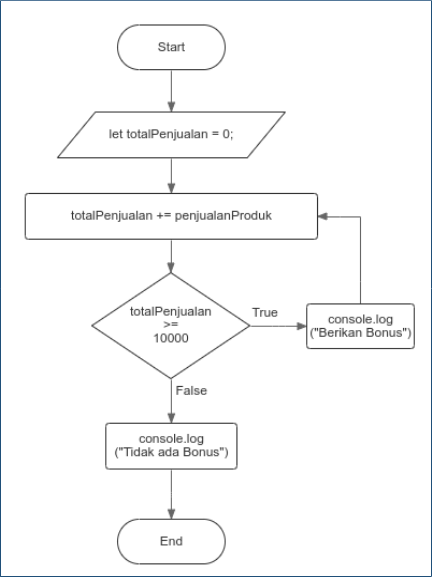 Start
let totalPenjualan = 0;
totalPenjualan += penjualanProduk
totalPenjualan
>=
10000
True
console.log
("Berikan Bonus")
False
console.log
("Tidak ada Bonus")
End